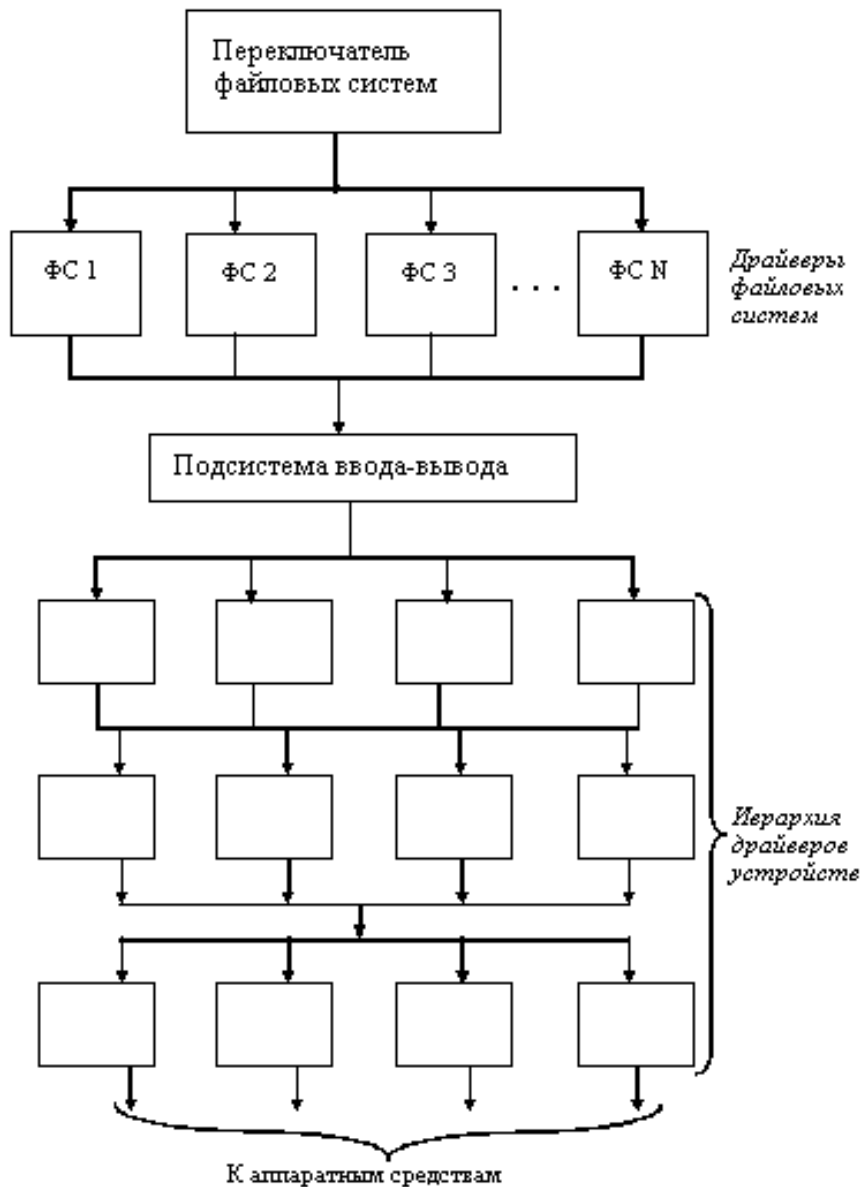 Переключатель
файловых систем
ФС 1
ФС 2
ФС 3
. . .
ФС N
Драйверы
файловых
систем
Подсистема ввода-вывода
Иерархия
драйверов
устройств
К аппаратным средствам